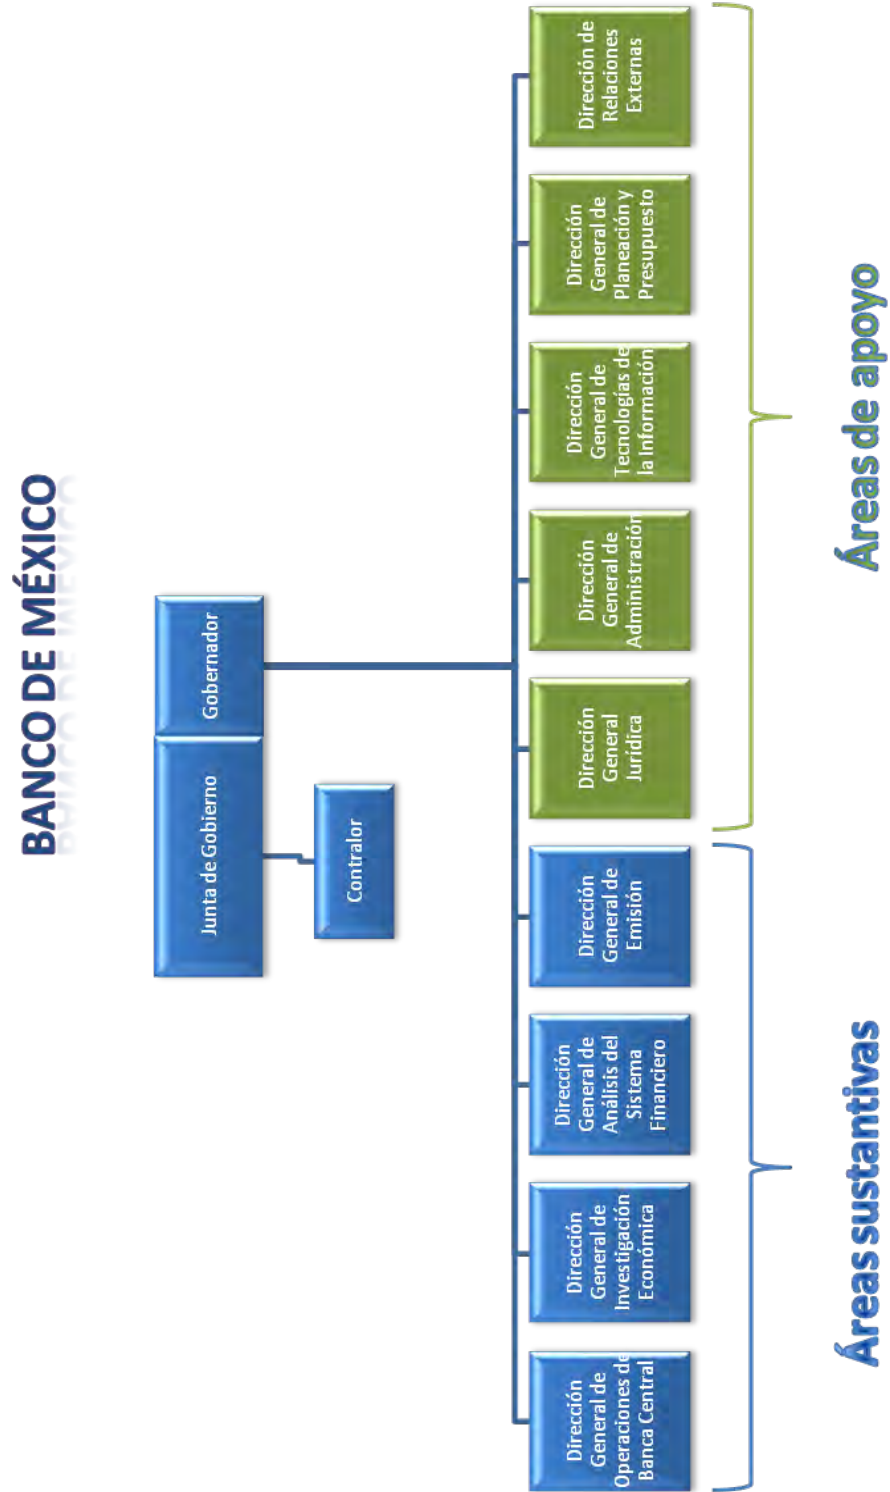 BANCO DE MÉXICO
Junta de Gobierno
Gobernador
Contralor
Dirección
General de
Operaciones de
Banca Central
Dirección
General de
Investigación
Económica
Dirección
General de
Análisis del
Sistema
Financiero
Dirección
General de
Emisión
Dirección
General
Jurídica
Dirección
General de
Administración
Dirección
General de
Tecnologías de
la Información
Dirección
General de
Planeación y
Presupuesto
Dirección de
Relaciones
Externas
Áreas sustantivas
Áreas de apoyo